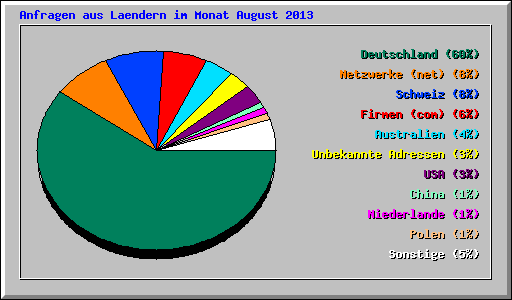 Anfragen aus Laendern im Monat August 2013
Deutschland (60%)
Netzwerke (net) (8%)
Schweiz (8%)
Firmen (com) (6%)
Australien (4%)
Unbekannte Adressen (3%)
USA (3%)
China (1%)
Niederlande (1%)
Polen (1%)
Sonstige (5%)